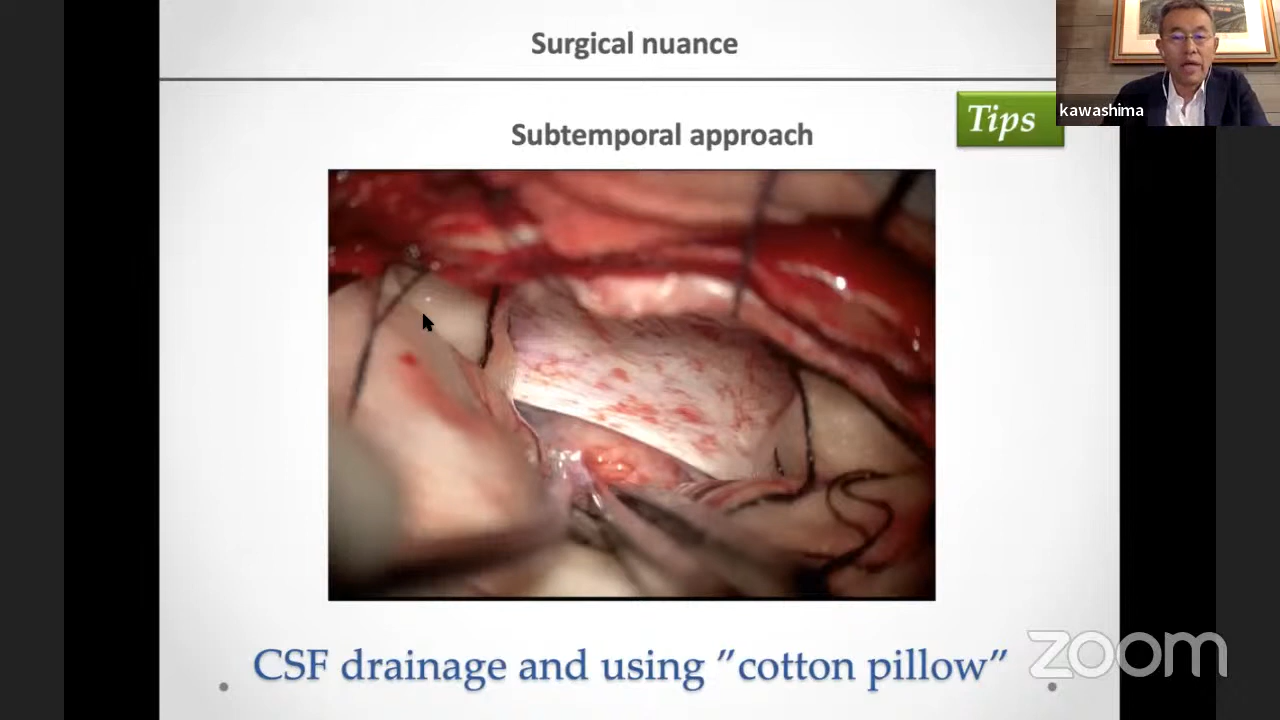 Surgical nuance
Tips
kawashima
Subtemporal approach
CSF drainage and using ”cotton pillow”
zoom